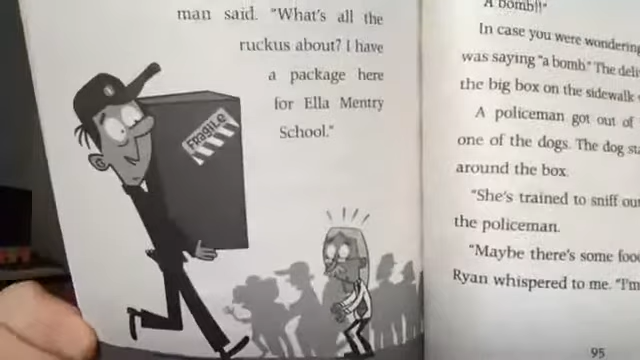 man said. "What's all the
ruckus about? I have
a package here
for Ella Mentry
School."
FRAGILE
A bomb!!"
In case you were wondering
was saying "a bomb." The deli
the big box on the sidewalk
A policeman got out of
one of the dogs. The dog sta
around the box.
"She's trained to sniff out
the policeman.
"Maybe there's some foo
Ryan whispered to me. "I'm
95